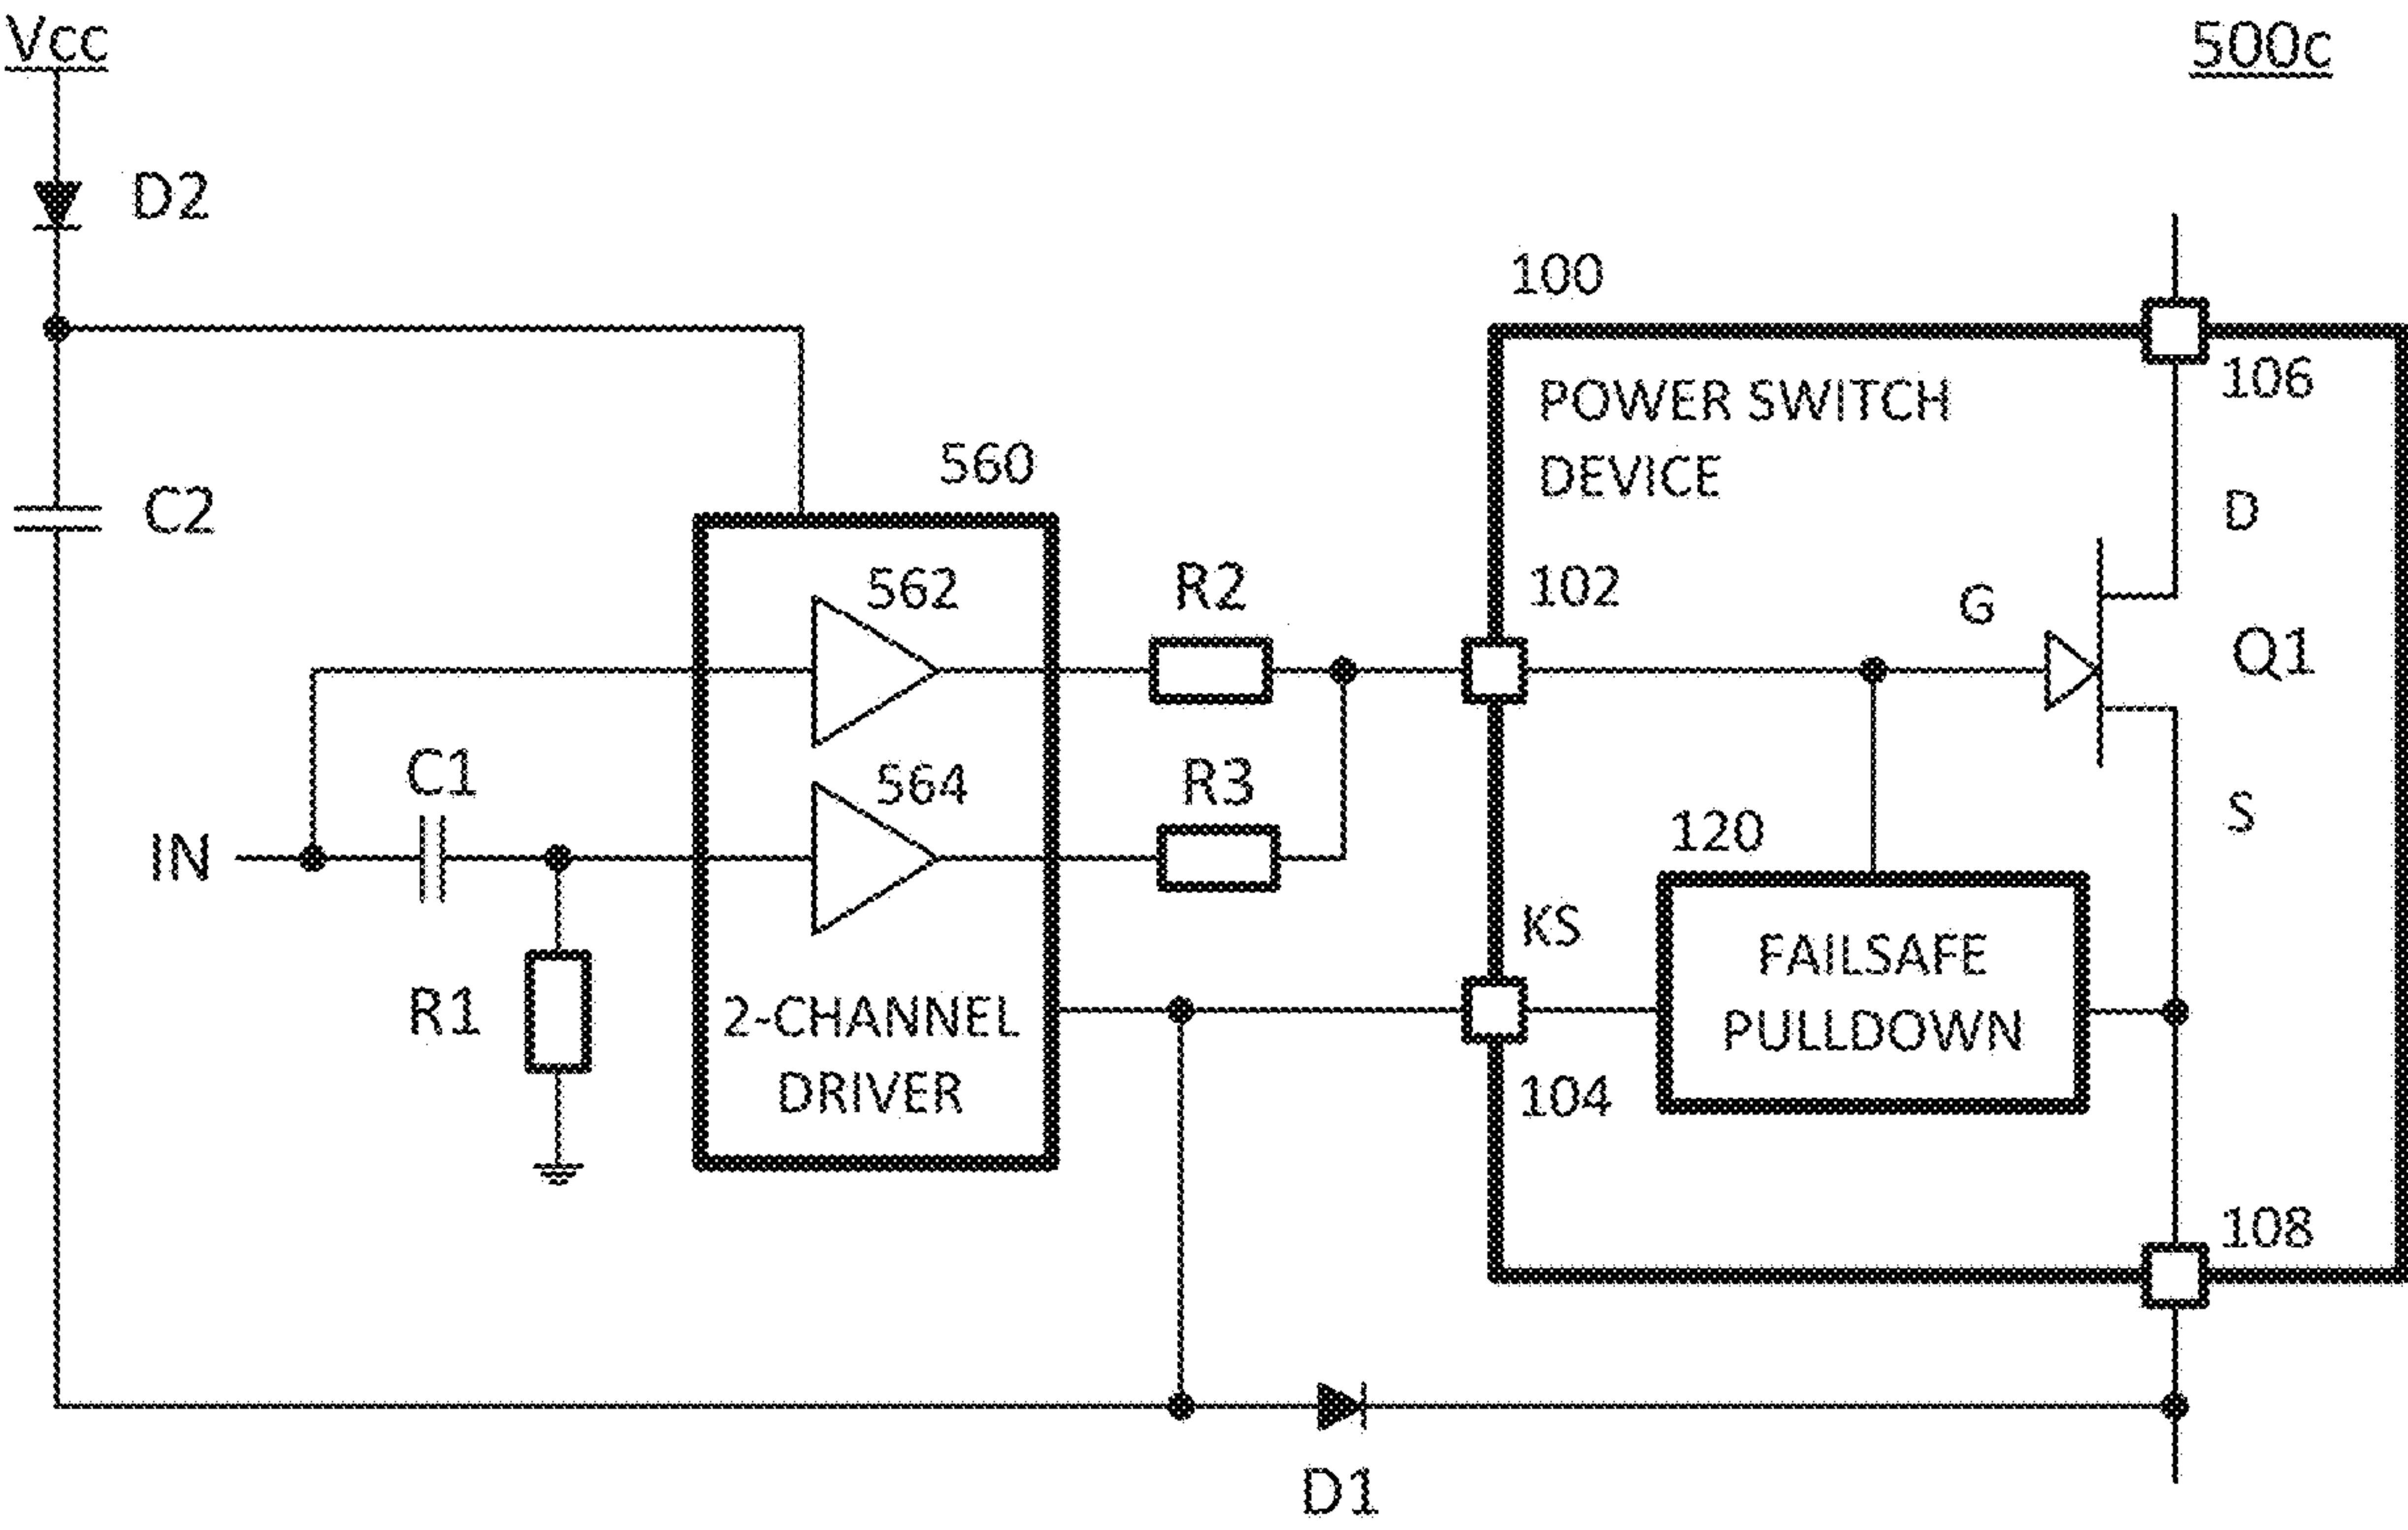 Vcc
500c
D2
100
106
POWER SWITCH
DEVICE
560
C2
D
562
R2
102
G
Q1
C1
564
R3
S
120
IN
KS
FAILSAFE
PULLDOWN
R1
2-CHANNEL
DRIVER
104
108
D1